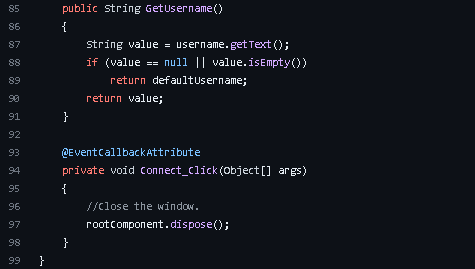 85 public String GetUsername()
86 {
87 String value = username.getText();
88 if (value == null || value.isEmpty())
89 return defaultUsername;
90 return value;
91 }
92
93 @EventCallbackAttribute
94 private void Connect_Click(Object[] args)
95 {
96 //Close the window.
97 rootComponent.dispose();
98 }
99 }